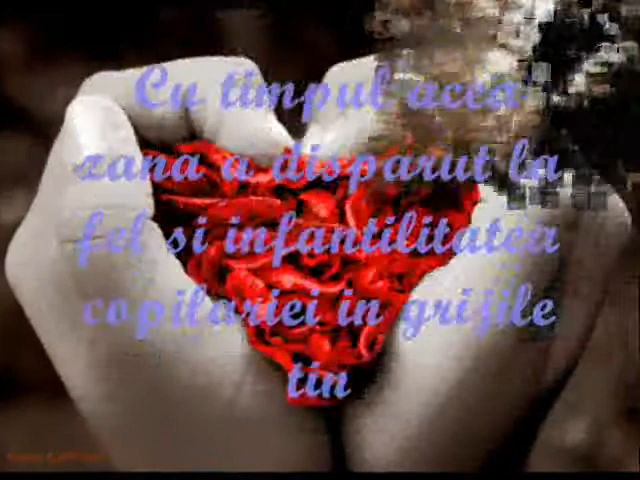 Cu timpul acea
zana a disparut la
fel si infantilitatea
copilariei in grijile
tin